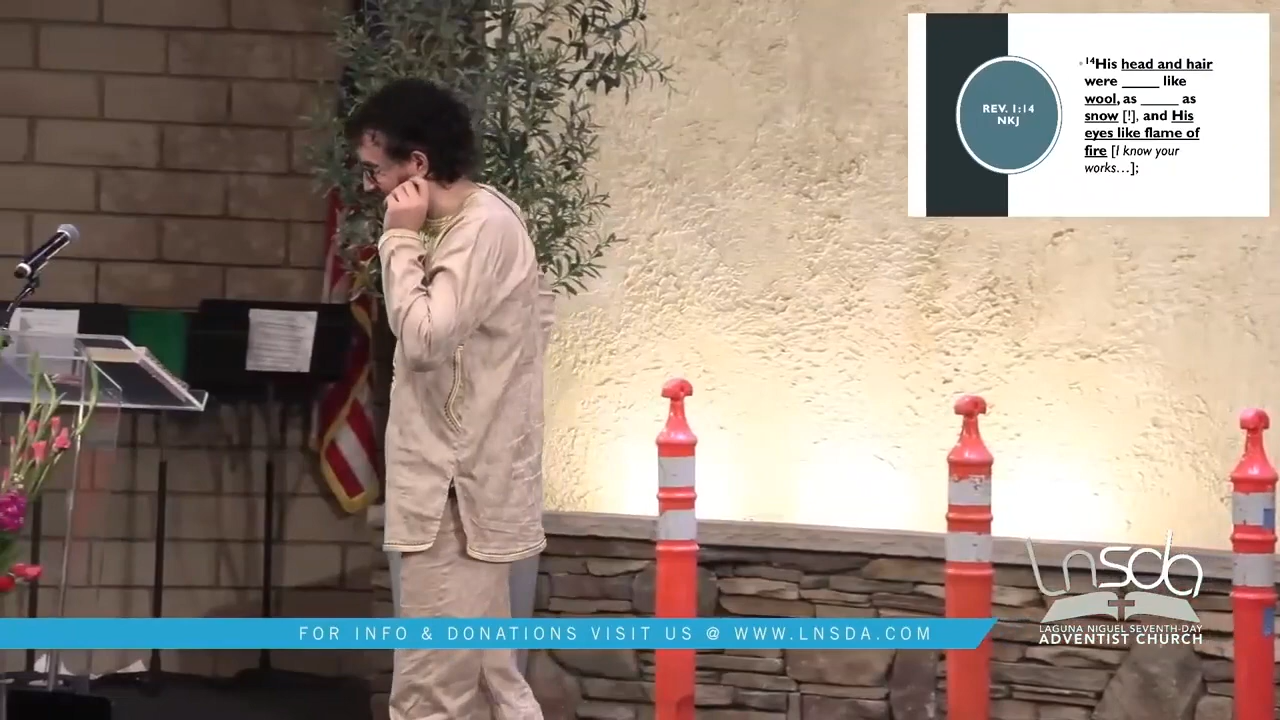 REV. 1:14
NKJ
14His head and hair
were _____ like
wool, as _____ as
snow [!], and His
eyes like flame of
fire [I know your
works…];
FOR INFO & DONATIONS VISIT US @ WWW.LNSDA.COM
lnsda
LAGUNA NIGUEL SEVENTH-DAY
ADVENTIST CHURCH